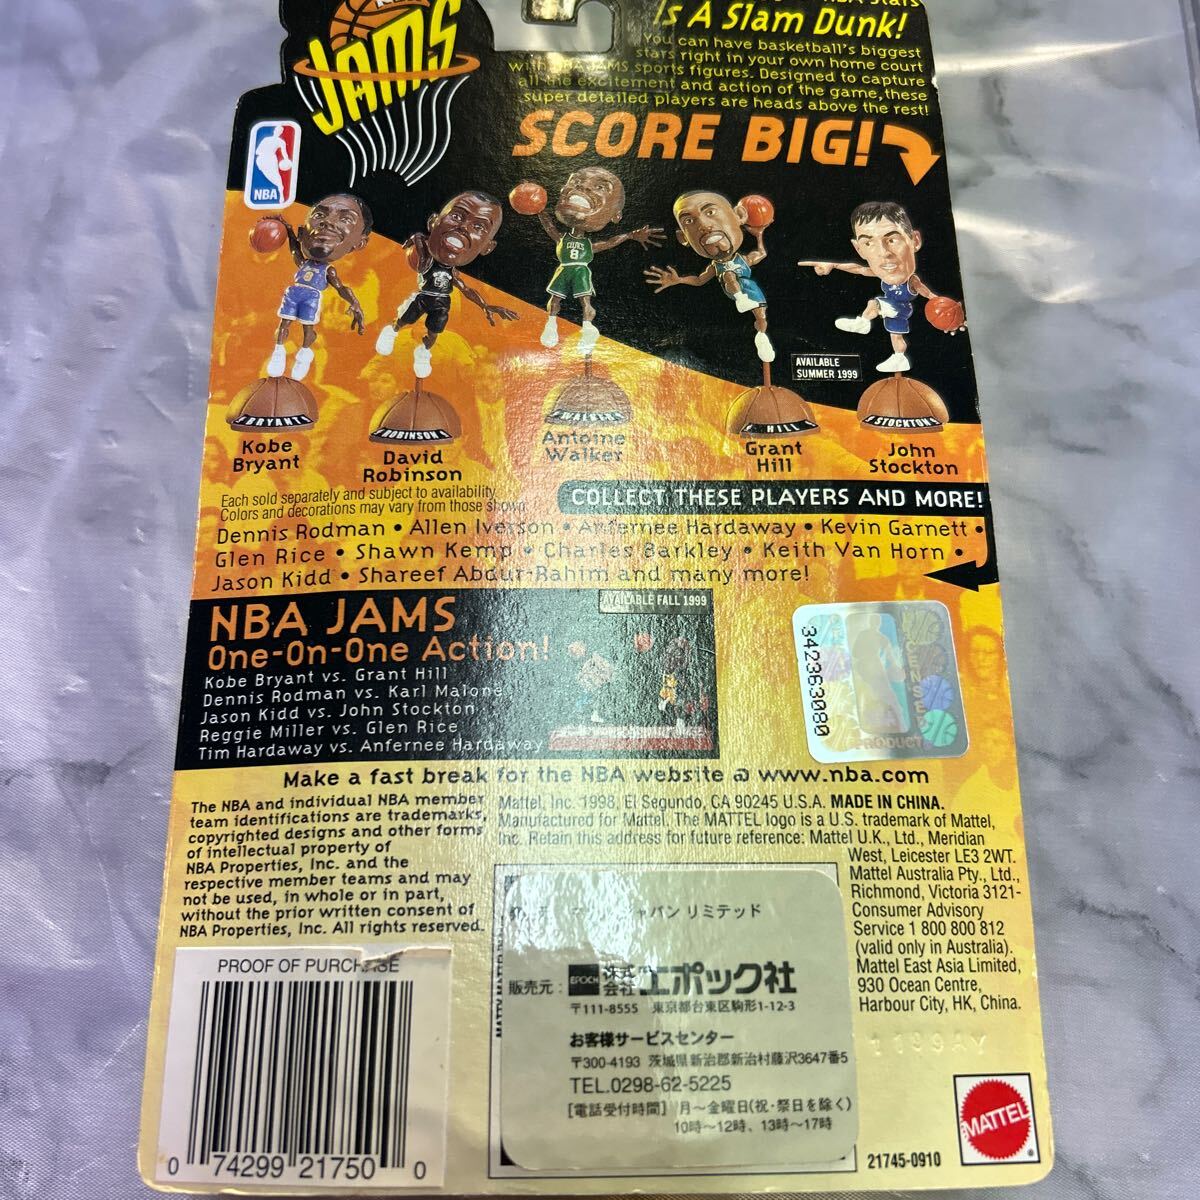 NBA
JAMS
NBA Stars
Is A Slam Dunk!
You can have basketball's biggest
stars right in your own home court
with NBA JAMS sports figures. Designed to capture
all the excitement and action of the game, these
super detailed players are heads above the rest!
SCORE BIG!
NBA
CELTICS
8
8
AVAILABLE
SUMMER 1999
BRYANT
ROBINSON
WALKER
HILL
STOCKTON
Kobe
Bryant
David
Robinson
Antoine
Walker
Grant
Hill
John
Stockton
Each sold separately and subject to availability.
Colors and decorations may vary from those shown.
COLLECT THESE PLAYERS AND MORE!
Dennis Rodman • Allen Iverson • Anfernee Hardaway • Kevin Garnett •
Glen Rice • Shawn Kemp • Charles Barkley • Keith Van Horn •
Jason Kidd • Shareef Abdur-Rahim and many more!
NBA JAMS
One-On-One Action!
AVAILABLE FALL 1999
Kobe Bryant vs. Grant Hill
Dennis Rodman vs. Karl Malone
Jason Kidd vs. John Stockton
Reggie Miller vs. Glen Rice
Tim Hardaway vs. Anfernee Hardaway
342363080
PRODUCT
Make a fast break for the NBA website @ www.nba.com
The NBA and individual NBA member
team identifications are trademarks,
copyrighted designs and other forms
of intellectual property of
NBA Properties, Inc. and the
respective member teams and may
not be used, in whole or in part,
without the prior written consent of
NBA Properties, Inc. All rights reserved.
Mattel, Inc. 1998, El Segundo, CA 90245 U.S.A. MADE IN CHINA.
Manufactured for Mattel. The MATTEL logo is a U.S. trademark of Mattel,
Inc. Retain this address for future reference: Mattel U.K., Ltd., Meridian
West, Leicester LE3 2WT.
Mattel Australia Pty., Ltd.,
Richmond, Victoria 3121-
Consumer Advisory
Service 1 800 800 812
(valid only in Australia).
Mattel East Asia Limited,
930 Ocean Centre,
Harbour City, HK, China.
ジャパン リミテッド
販売元: EPOCH 株式会社エポック社
〒111-8555 東京都台東区駒形1-12-3
お客様サービスセンター
〒300-4193 茨城県新治郡新治村藤沢3647番5
TEL.0298-62-5225
[電話受付時間] 月～金曜日(祝・祭日を除く)
10時～12時、13時～17時
PROOF OF PURCHASE
0 74299 21750 0
MATTEL
21745-0910